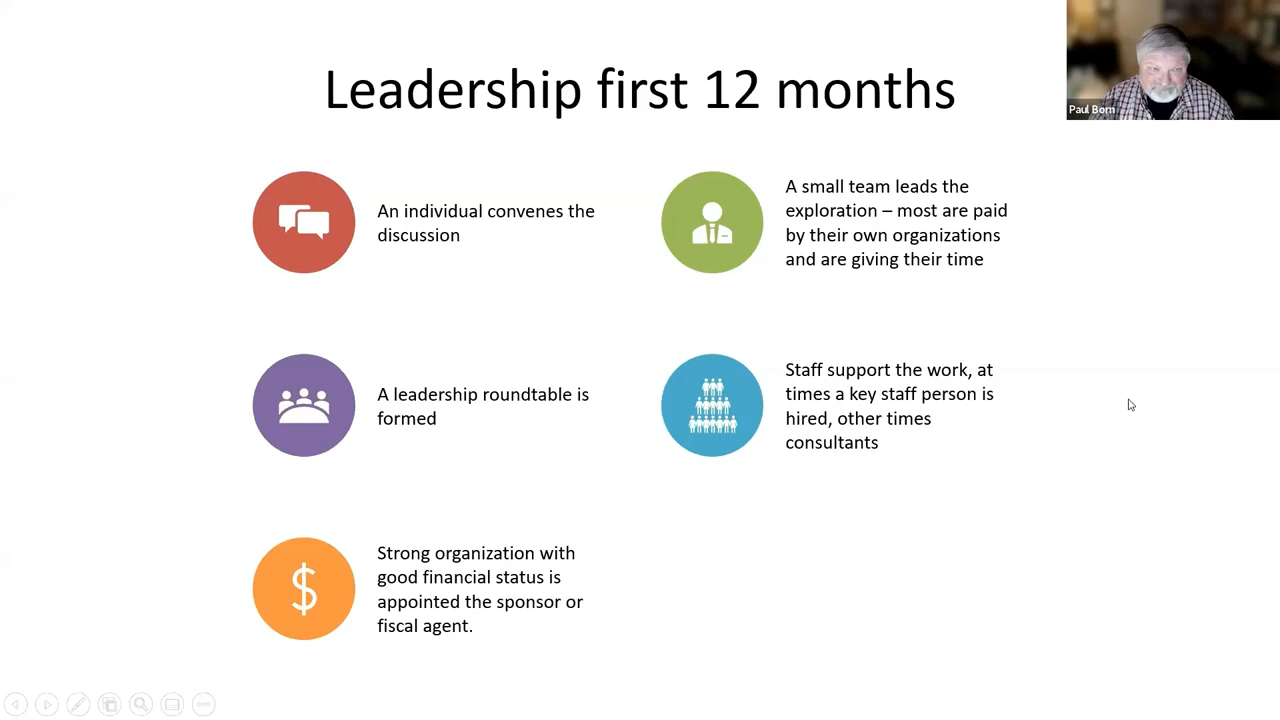 Leadership first 12 months
Paul Born
An individual convenes the
discussion
A small team leads the
exploration – most are paid
by their own organizations
and are giving their time
A leadership roundtable is
formed
Staff support the work, at
times a key staff person is
hired, other times
consultants
$
Strong organization with
good financial status is
appointed the sponsor or
fiscal agent.